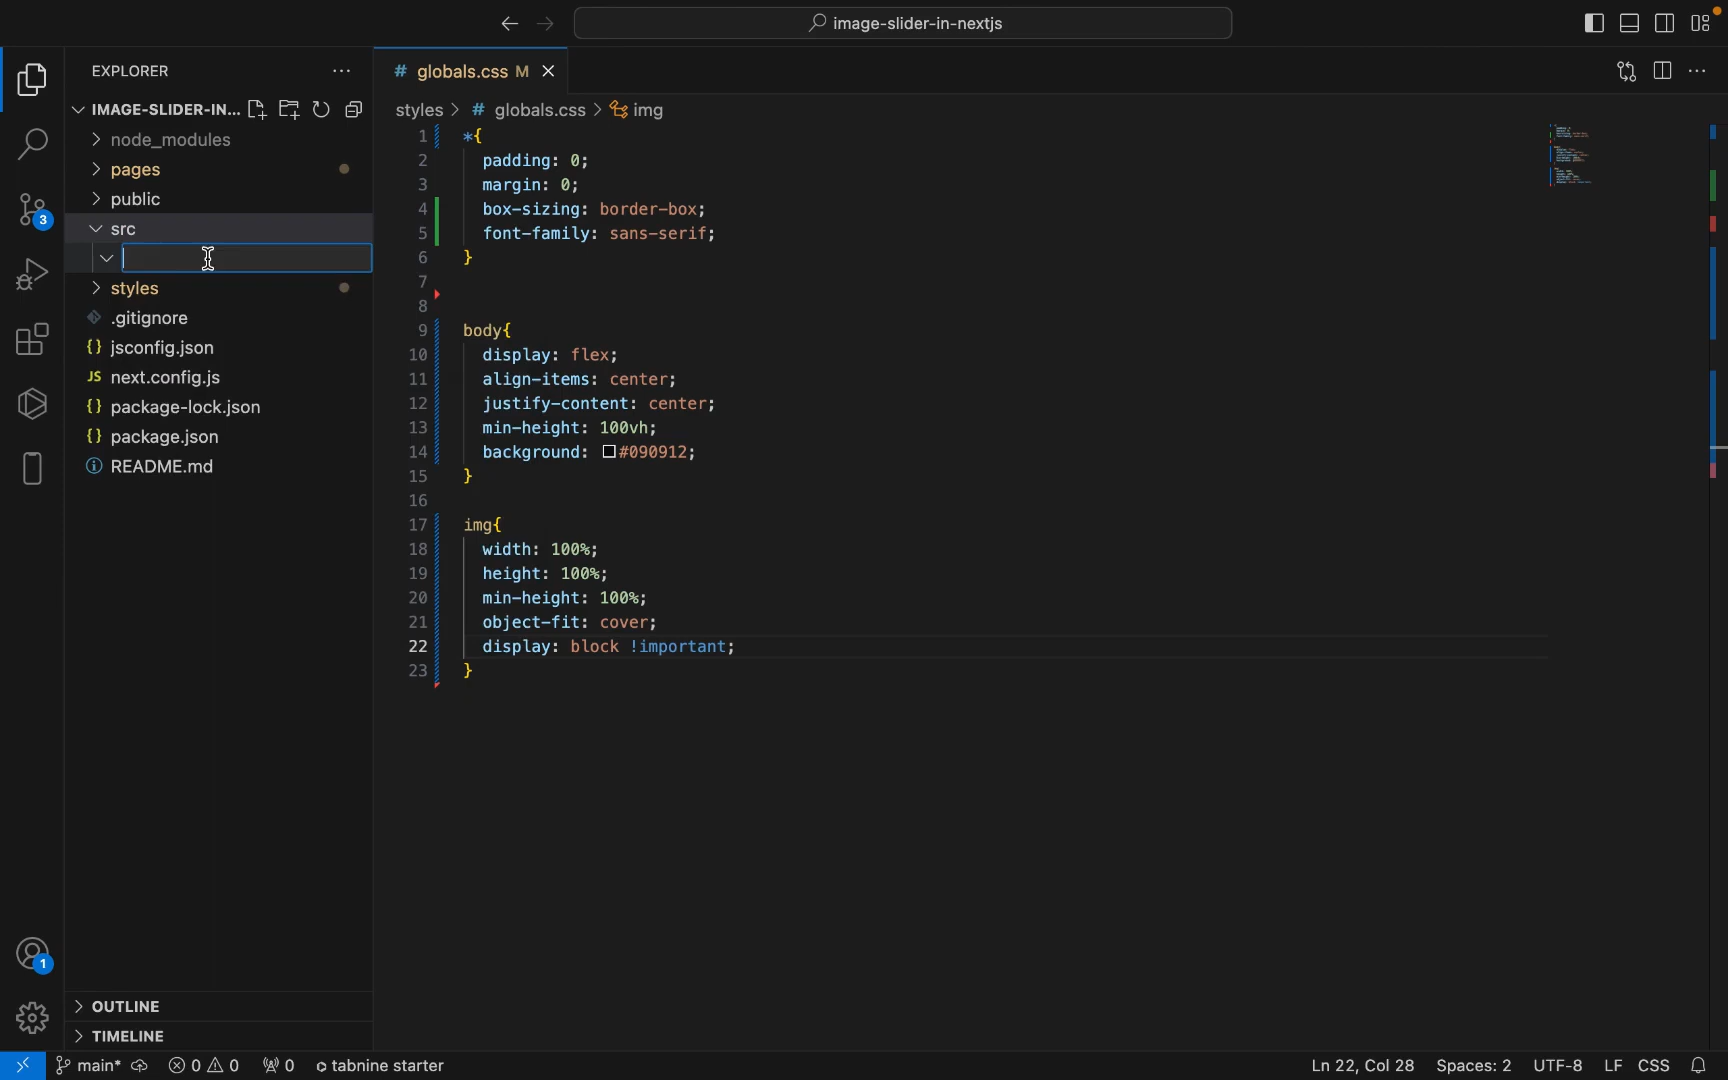 image-slider-in-nextjs
EXPLORER
IMAGE-SLIDER-IN...
node_modules
pages
public
src
styles
.gitignore
{} jsconfig.json
JS next.config.js
{} package-lock.json
{} package.json
README.md
OUTLINE
TIMELINE
3
1
# globals.css M
styles > # globals.css > img
1 *{
2 padding: 0;
3 margin: 0;
4 box-sizing: border-box;
5 font-family: sans-serif;
6 }
7
8
9 body{
10 display: flex;
11 align-items: center;
12 justify-content: center;
13 min-height: 100vh;
14 background: #090912;
15 }
16
17 img{
18 width: 100%;
19 height: 100%;
20 min-height: 100%;
21 object-fit: cover;
22 display: block !important;
23 }
main* 0 0 0 tabnine starter Ln 22, Col 28 Spaces: 2 UTF-8 LF CSS